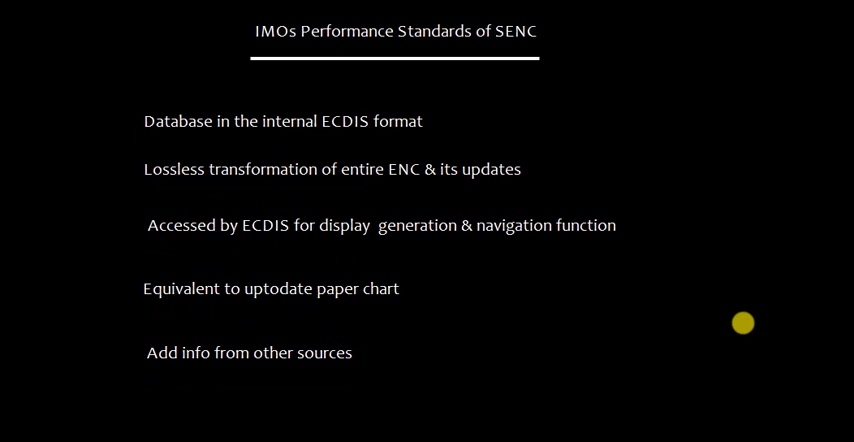 IMOs Performance Standards of SENC
Database in the internal ECDIS format
Lossless transformation of entire ENC & its updates
Accessed by ECDIS for display generation & navigation function
Equivalent to uptodate paper chart
Add info from other sources